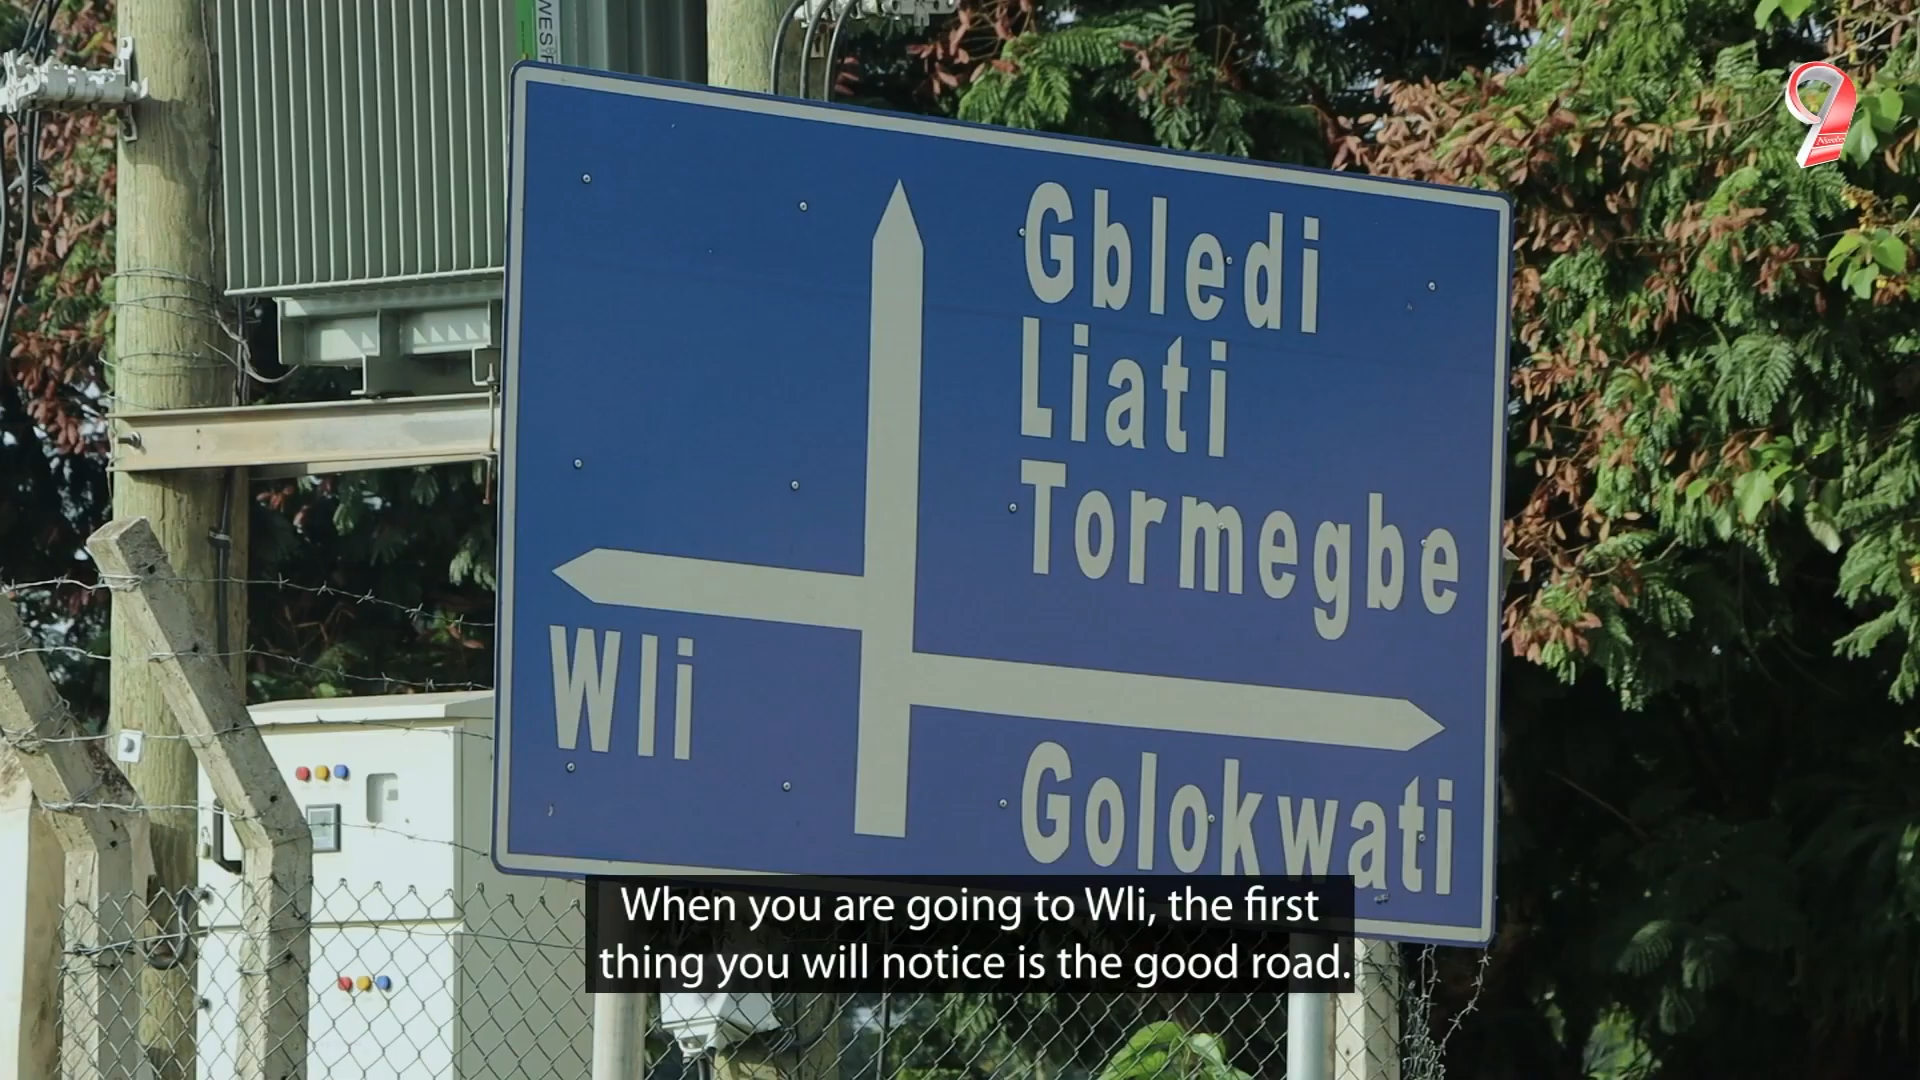 WESTE
Gbledi
Liati
Tormegbe
Wli
Golokwati
When you are going to Wli, the first
thing you will notice is the good road.